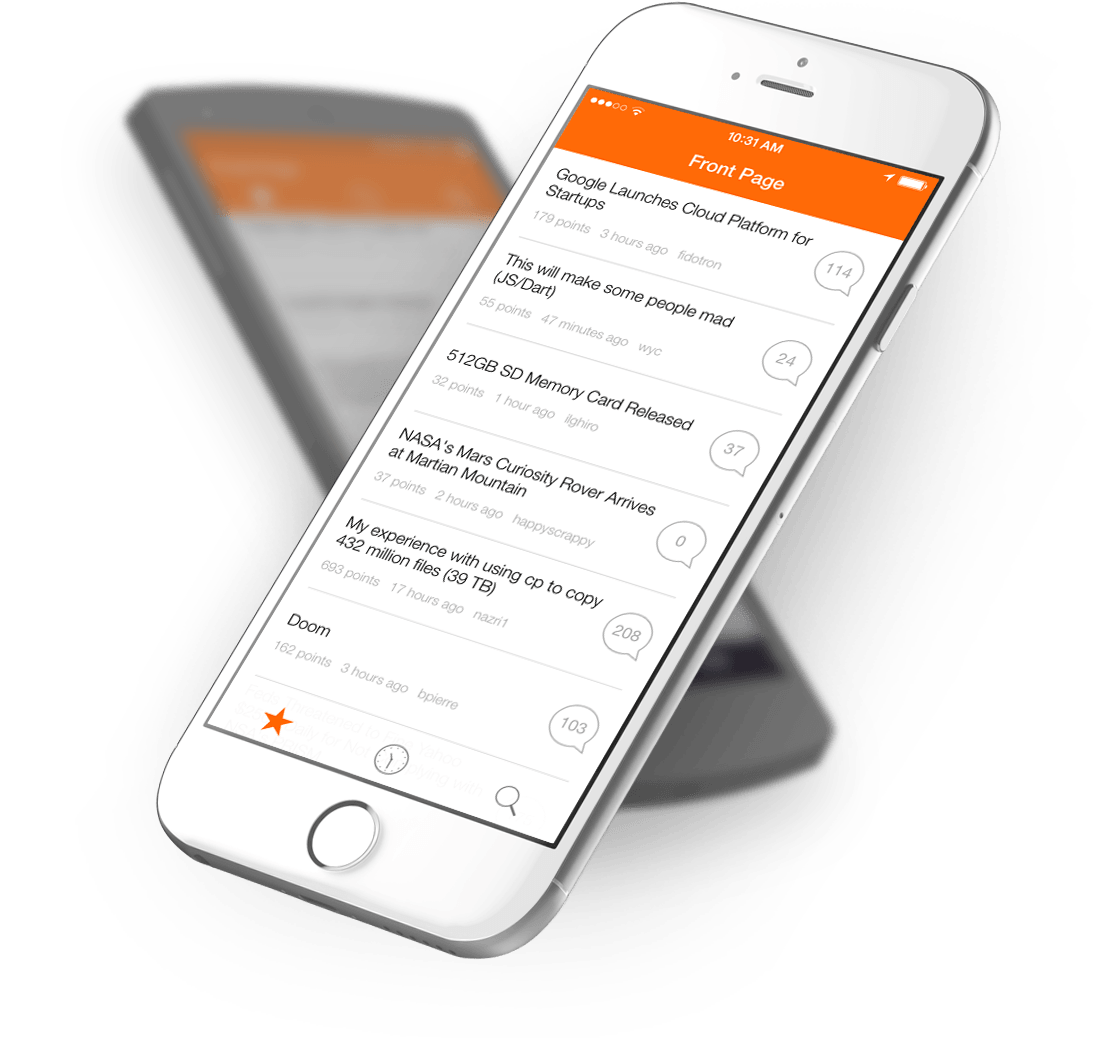 10:31 AM
Front Page
Google Launches Cloud Platform for
Startups
179 points 3 hours ago fidotron
114
This will make some people mad
(JS/Dart)
55 points 47 minutes ago wyc
24
512GB SD Memory Card Released
32 points 1 hour ago ilghiro
37
NASA's Mars Curiosity Rover Arrives
at Martian Mountain
37 points 2 hours ago happyscrappy
0
My experience with using cp to copy
432 million files (39 TB)
693 points 17 hours ago nazri1
208
Doom
162 points 3 hours ago bpierre
103